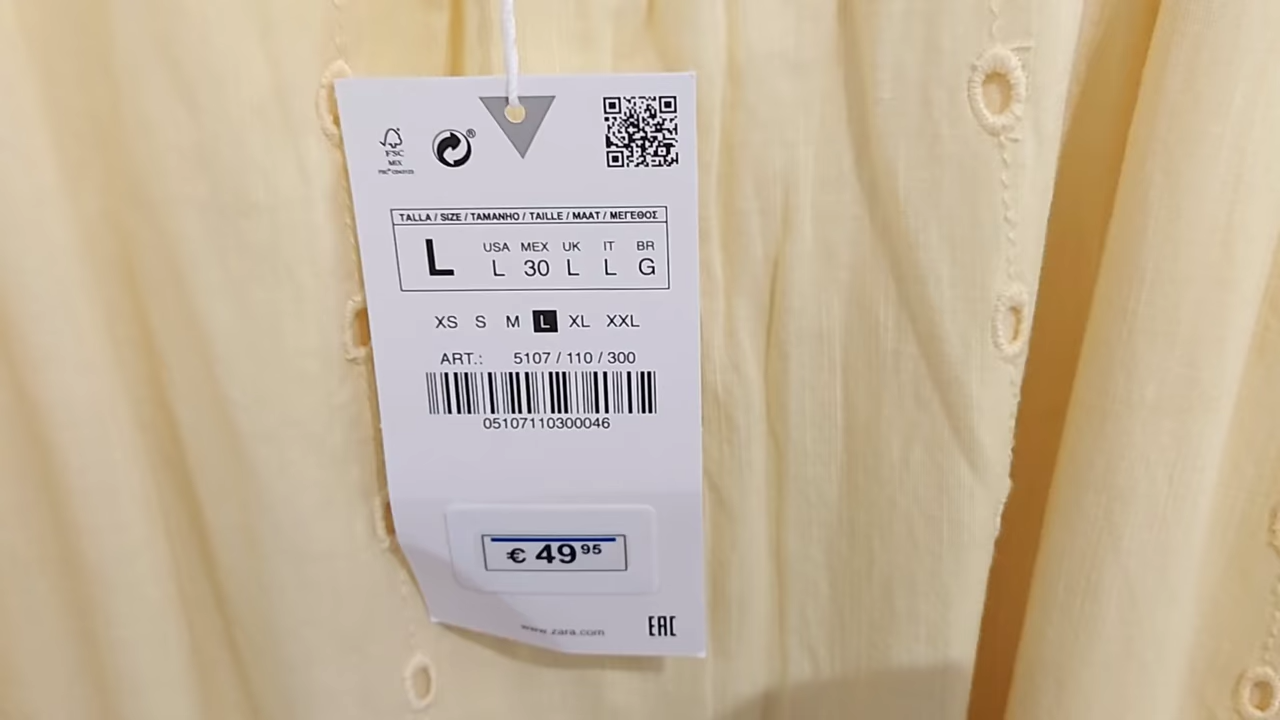 FSC
MIX
®
TALLA / SIZE / TAMANHO / TAILLE / MAAT / ΜΕΓΕΘΟΣ
L
USA MEX UK IT BR
L 30 L L G
XS S M L XL XXL
ART.: 5107 / 110 / 300
05107110300046
€ 49 95
www.zara.com
EAC